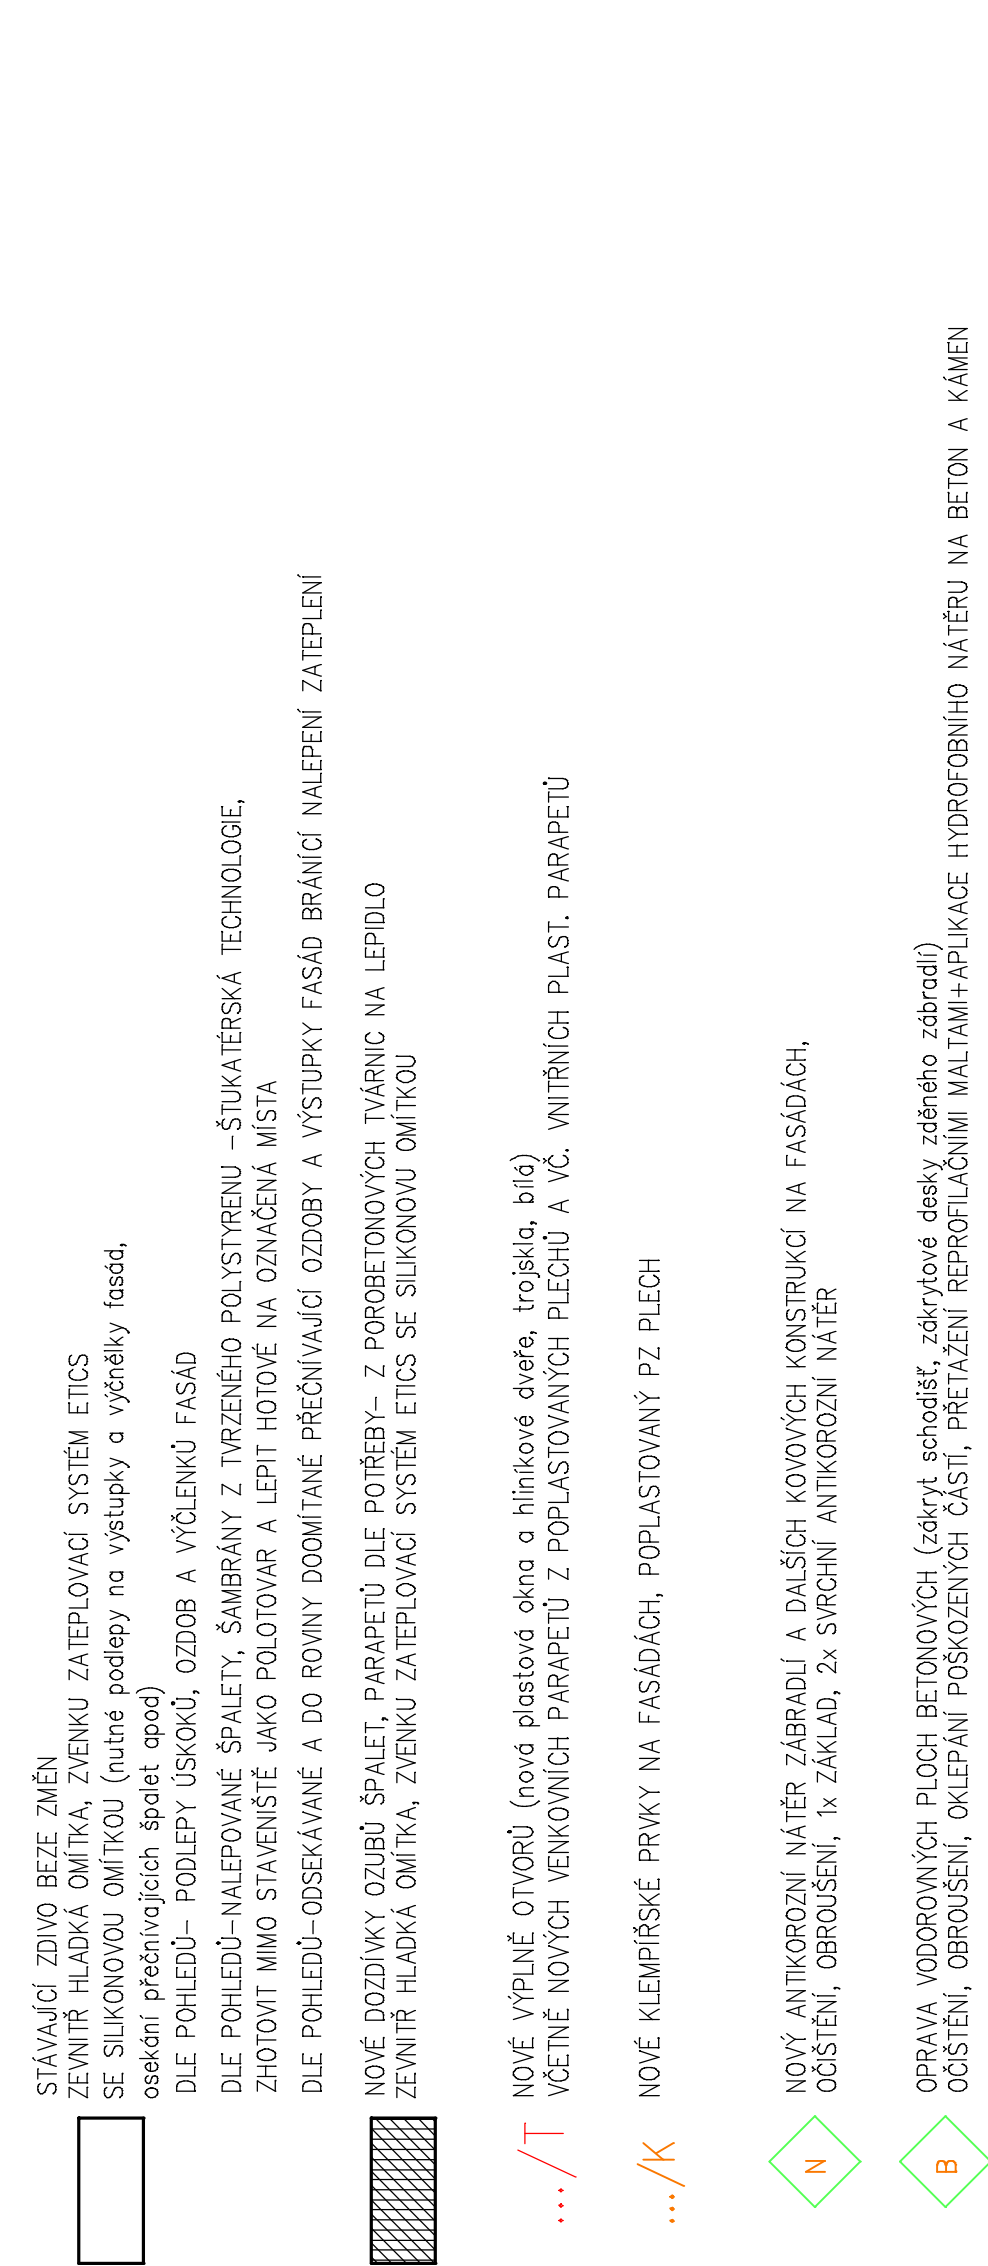 STÁVAJÍCÍ ZDIVO BEZE ZMĚN
ZEVNITŘ HLADKÁ OMÍTKA, ZVENKU ZATEPLOVACÍ SYSTÉM ETICS
SE SILIKONOVOU OMÍTKOU (nutné podlepy na výstupky a výčnělky fasád,
osekání přečnívajících špalet apod)
DLE POHLEDŮ- PODLEPY ÚSKOKŮ, OZDOB A VÝČLENKŮ FASÁD
DLE POHLEDŮ-NALEPOVANÉ ŠPALETY, ŠAMBRÁNY Z TVRZENÉHO POLYSTYRENU -ŠTUKATÉRSKÁ TECHNOLOGIE,
ZHOTOVIT MIMO STAVENIŠTĚ JAKO POLOTOVAR A LEPIT HOTOVÉ NA OZNAČENÁ MÍSTA
DLE POHLEDŮ-ODSEKÁVANÉ A DO ROVINY DOOMÍTANÉ PŘEČNÍVAJÍCÍ OZDOBY A VÝSTUPKY FASÁD BRÁNÍCÍ NALEPENÍ ZATEPLENÍ
NOVÉ DOZDÍVKY OZUBŮ ŠPALET, PARAPETŮ DLE POTŘEBY- Z POROBETONOVÝCH TVÁRNIC NA LEPIDLO
ZEVNITŘ HLADKÁ OMÍTKA, ZVENKU ZATEPLOVACÍ SYSTÉM ETICS SE SILIKONOVU OMÍTKOU
.../T
NOVÉ VÝPLNĚ OTVORŮ (nová plastová okna a hliníkové dveře, trojskla, bílá)
VČETNĚ NOVÝCH VENKOVNÍCH PARAPETŮ Z POPLASTOVANÝCH PLECHŮ A VČ. VNITŘNÍCH PLAST. PARAPETŮ
.../K
NOVÉ KLEMPÍŘSKÉ PRVKY NA FASÁDÁCH, POPLASTOVANÝ PZ PLECH
N
NOVÝ ANTIKOROZNÍ NÁTĚR ZÁBRADLÍ A DALŠÍCH KOVOVÝCH KONSTRUKCÍ NA FASÁDÁCH,
OČIŠTĚNÍ, OBROUŠENÍ, 1x ZÁKLAD, 2x SVRCHNÍ ANTIKOROZNÍ NÁTĚR
B
OPRAVA VODOROVNÝCH PLOCH BETONOVÝCH (zákryt schodišť, zákrytové desky zděného zábradlí)
OČIŠTĚNÍ, OBROUŠENÍ, OKLEPÁNÍ POŠKOZENÝCH ČÁSTÍ, PŘETAŽENÍ REPROFILAČNÍMI MALTAMI+APLIKACE HYDROFOBNÍHO NÁTĚRU NA BETON A KÁMEN